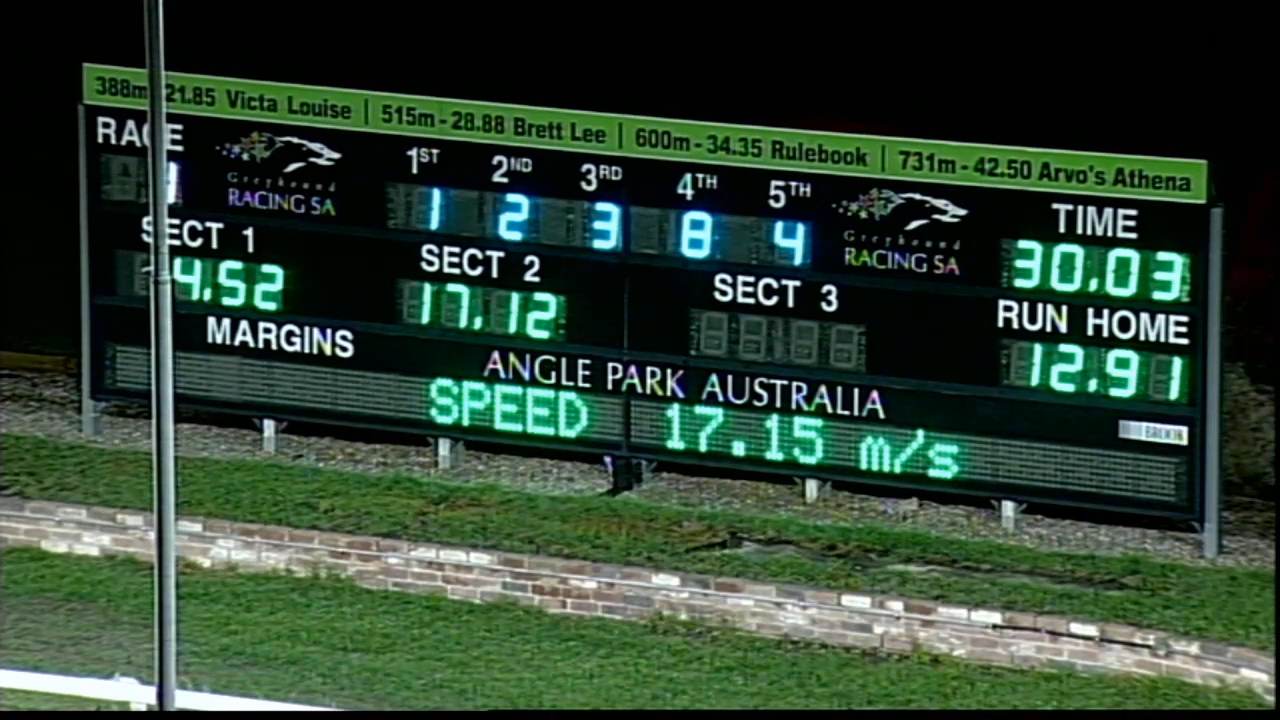 388m 21.85 Victa Louise | 515m - 28.88 Brett Lee | 600m - 34.35 Rulebook | 731m - 42.50 Arvo's Athena
RACE
Greyhound
RACING SA
1ST 2ND 3RD 4TH 5TH
1 2 3 8 4
Greyhound
RACING SA
TIME
30.03
SECT 1
4.52
SECT 2
17.12
SECT 3
RUN HOME
12.91
MARGINS
ANGLE PARK AUSTRALIA
SPEED 17.15 m/s